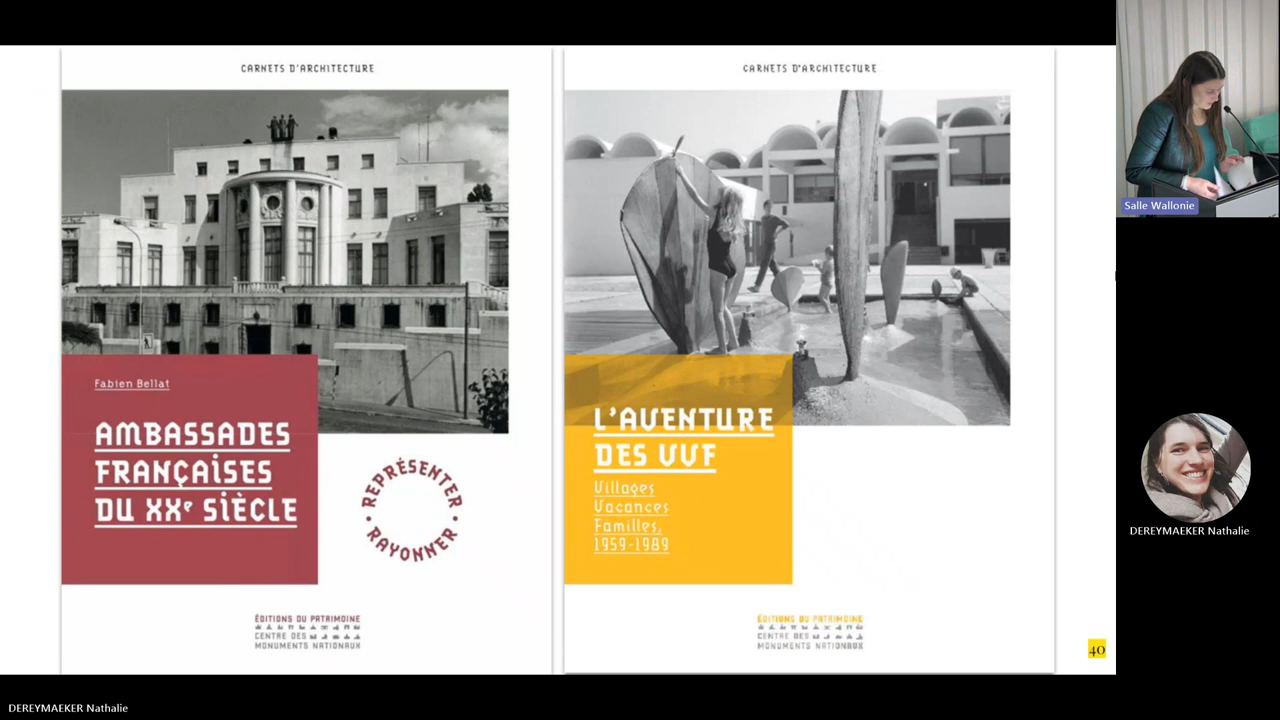 CARNETS D'ARCHITECTURE
Fabien Bellat
AMBASSADES
FRANÇAISES
DU XXe SIÈCLE
REPRÉSENTER
RAYONNER
ÉDITIONS DU PATRIMOINE
CENTRE DES
MONUMENTS NATIONAUX
CARNETS D'ARCHITECTURE
L'AVENTURE
DES VVF
Villages
Vacances
Familles,
1959-1989
ÉDITIONS DU PATRIMOINE
CENTRE DES
MONUMENTS NATIONAUX
40
Salle Wallonie
DEREYMAEKER Nathalie
DEREYMAEKER Nathalie